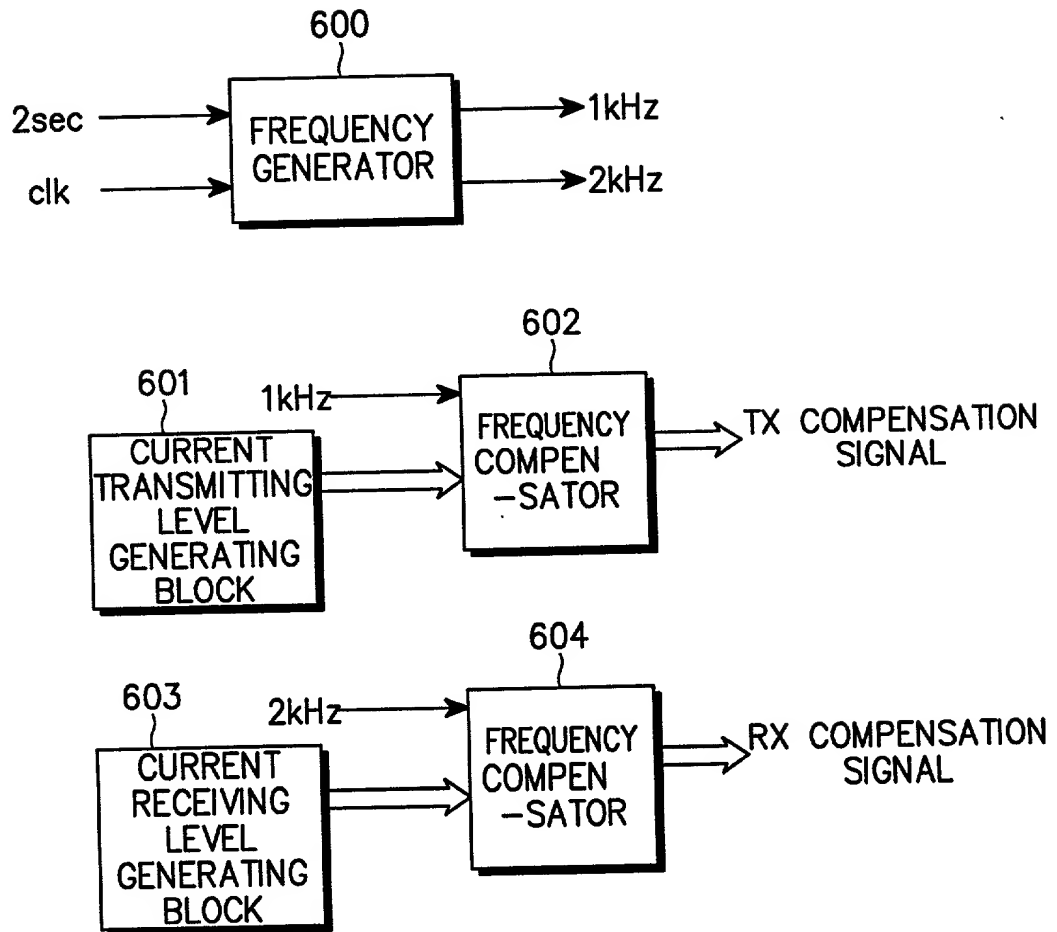 600
2sec
clk
FREQUENCY
GENERATOR
1kHz
2kHz
602
601
1kHz
CURRENT
TRANSMITTING
LEVEL
GENERATING
BLOCK
FREQUENCY
COMPEN
-SATOR
TX COMPENSATION
SIGNAL
604
603
2kHz
CURRENT
RECEIVING
LEVEL
GENERATING
BLOCK
FREQUENCY
COMPEN
-SATOR
RX COMPENSATION
SIGNAL